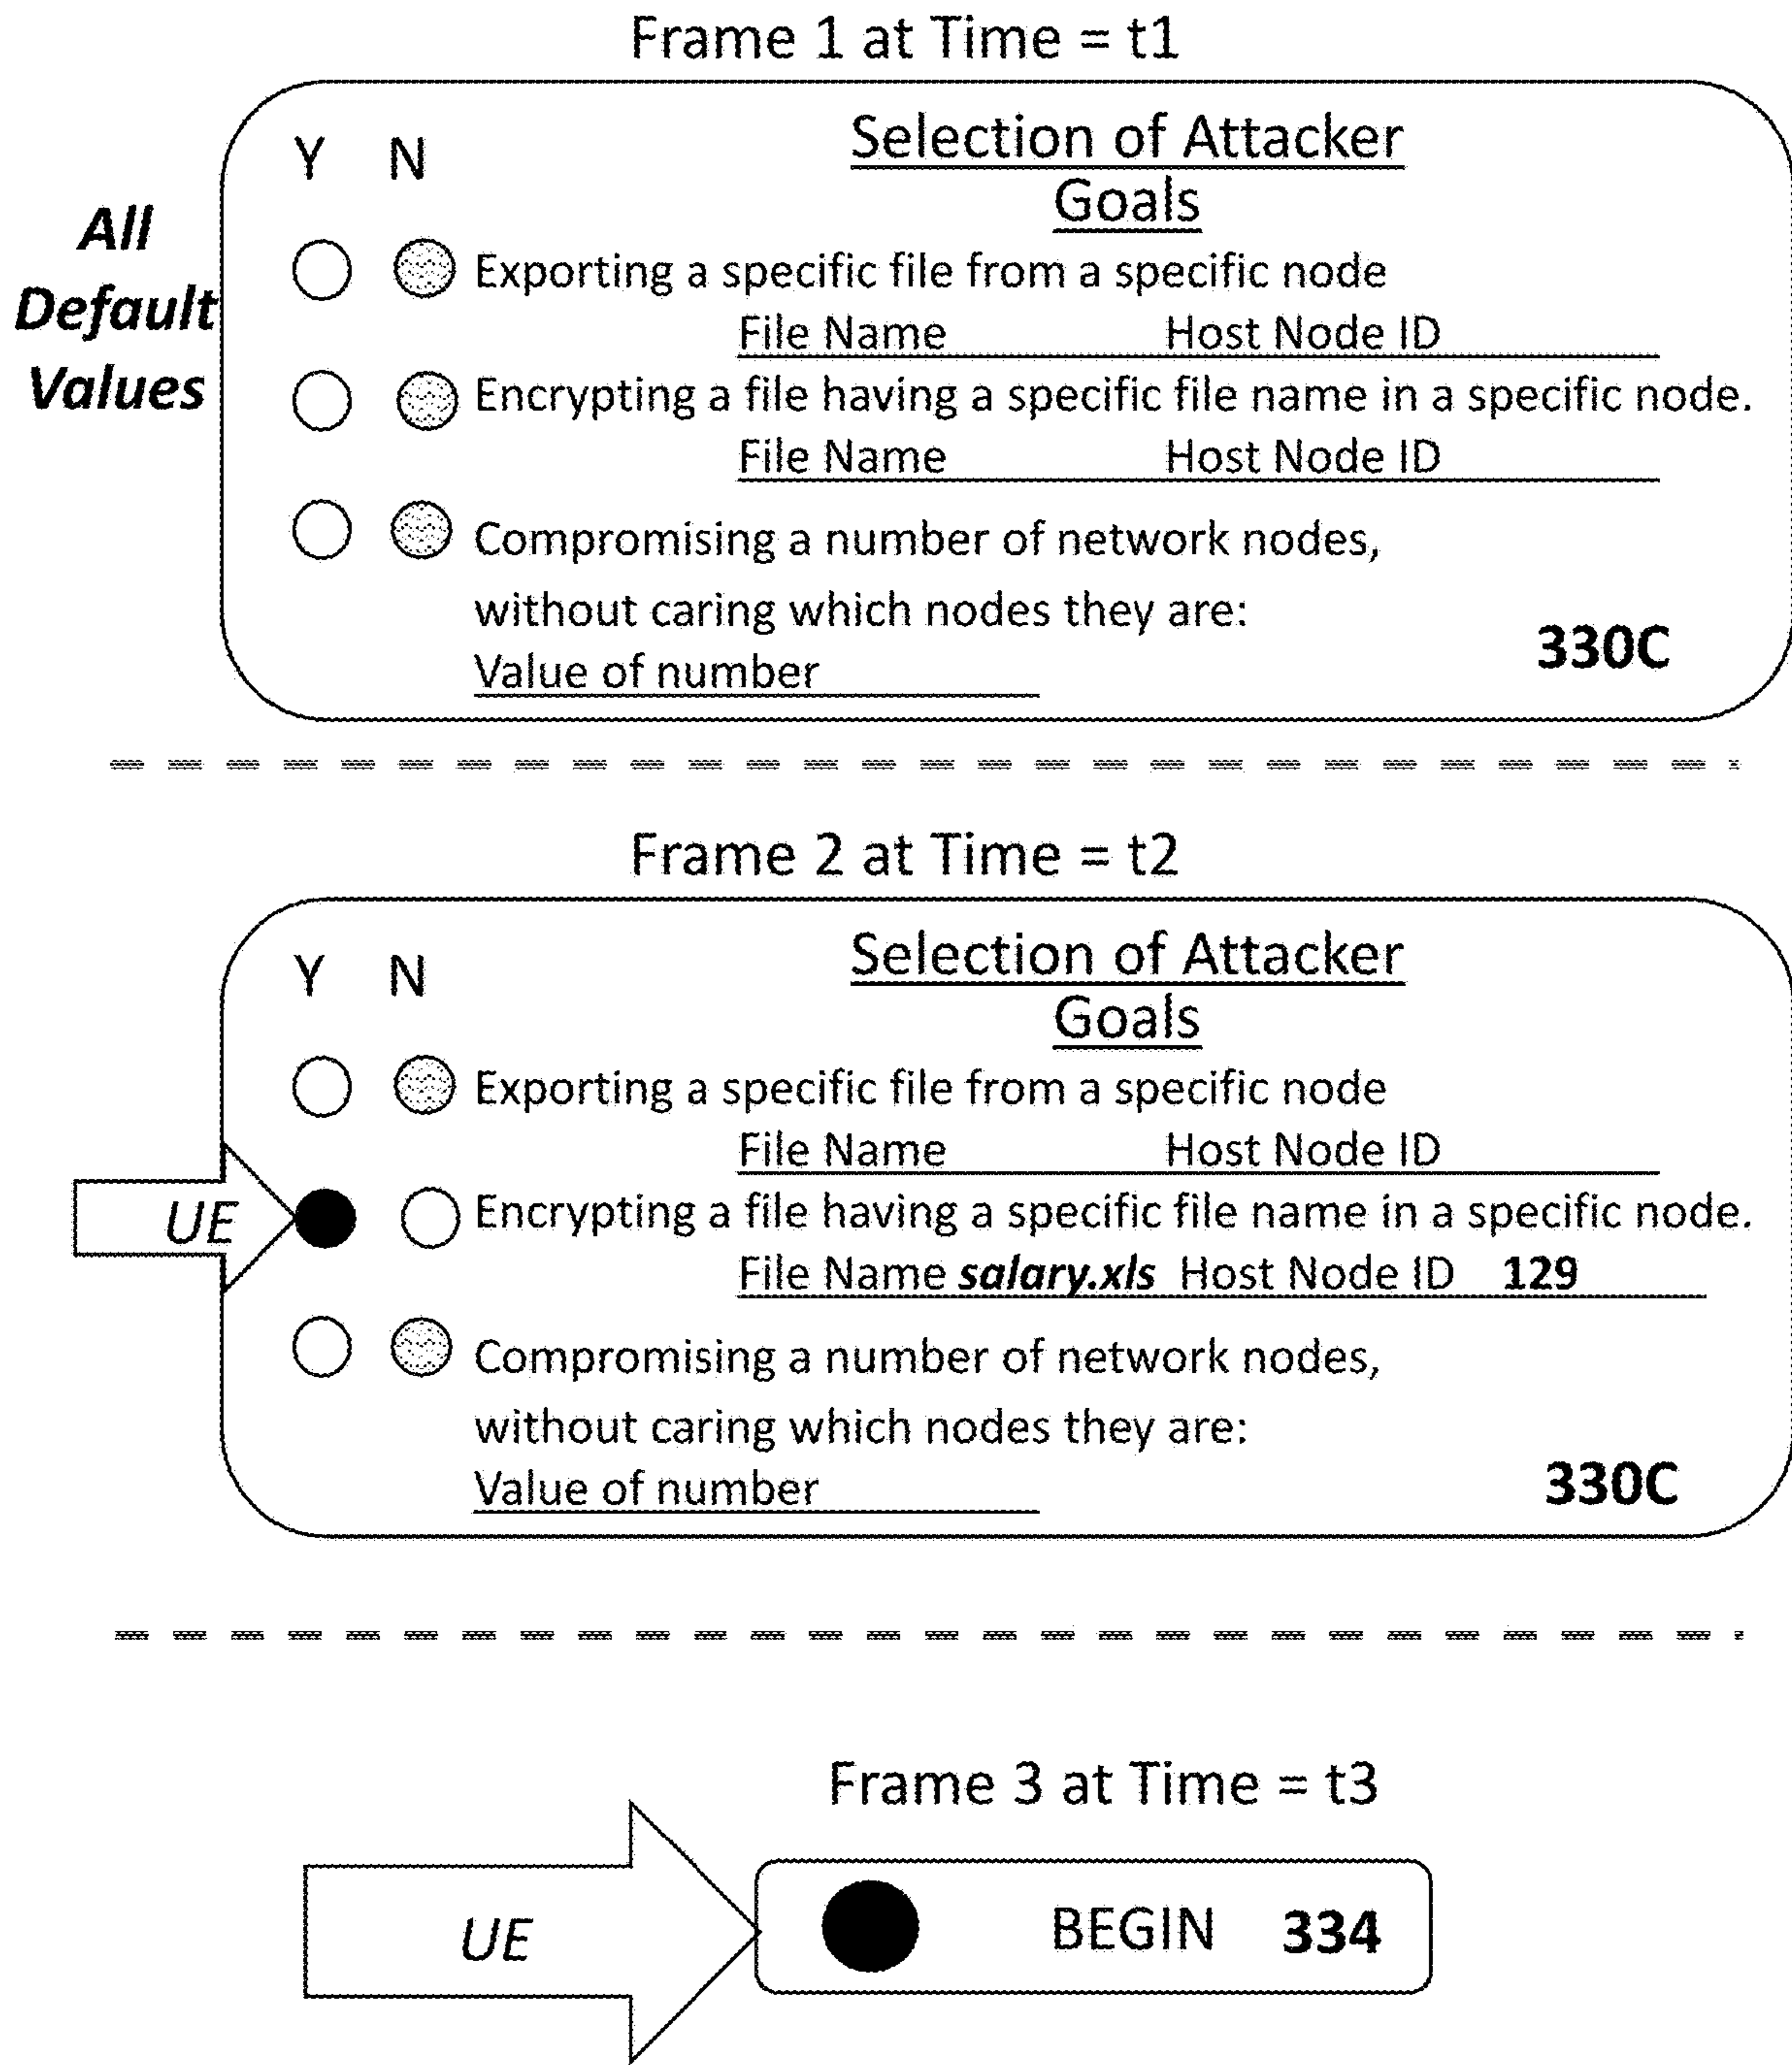 Frame 1 at Time = t1
Y N
Selection of Attacker
Goals
All
Default
Values
Exporting a specific file from a specific node
File Name Host Node ID
Encrypting a file having a specific file name in a specific node.
File Name Host Node ID
Compromising a number of network nodes,
without caring which nodes they are:
Value of number
330C
Frame 2 at Time = t2
Y N
Selection of Attacker
Goals
Exporting a specific file from a specific node
File Name Host Node ID
UE
Encrypting a file having a specific file name in a specific node.
File Name salary.xls Host Node ID 129
Compromising a number of network nodes,
without caring which nodes they are:
Value of number
330C
Frame 3 at Time = t3
UE
BEGIN 334